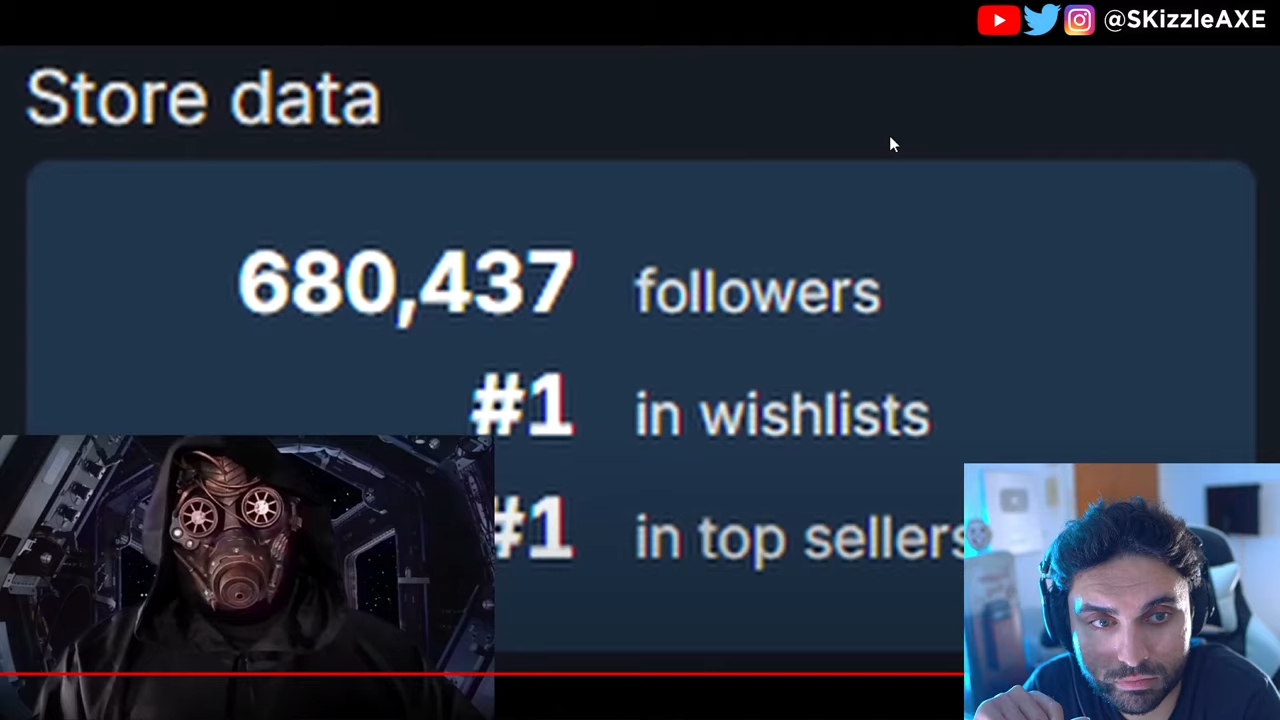 @SKizzleAXE
Store data
680,437 followers
#1 in wishlists
#1 in top sellers